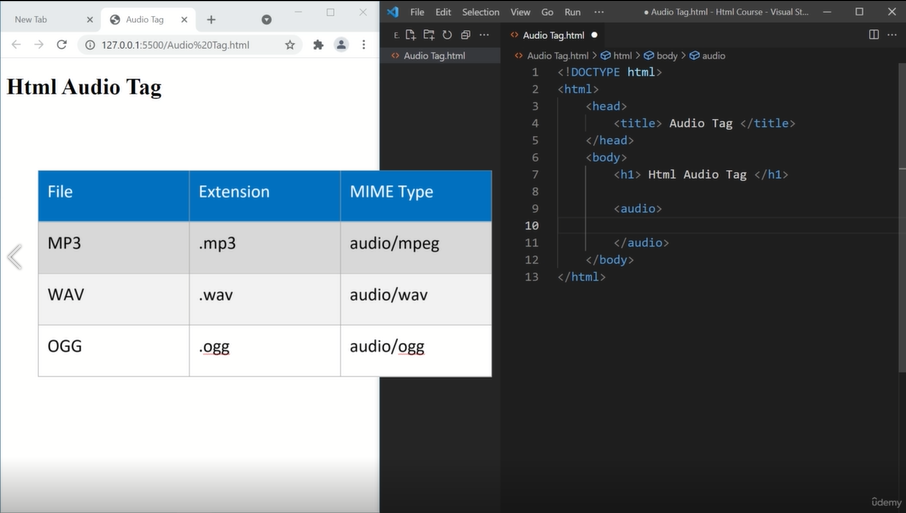 New Tab
Audio Tag
127.0.0.1:5500/Audio%20Tag.html
Html Audio Tag
File Extension MIME Type
MP3 .mp3 audio/mpeg
WAV .wav audio/wav
OGG .ogg audio/ogg
File Edit Selection View Go Run ··· ● Audio Tag.html - Html Course - Visual St...
E.
Audio Tag.html
Audio Tag.html ●
Audio Tag.html > html > body > audio
1 <!DOCTYPE html>
2 <html>
3 <head>
4 <title> Audio Tag </title>
5 </head>
6 <body>
7 <h1> Html Audio Tag </h1>
8
9 <audio>
10
11 </audio>
12 </body>
13 </html>
ûdemy